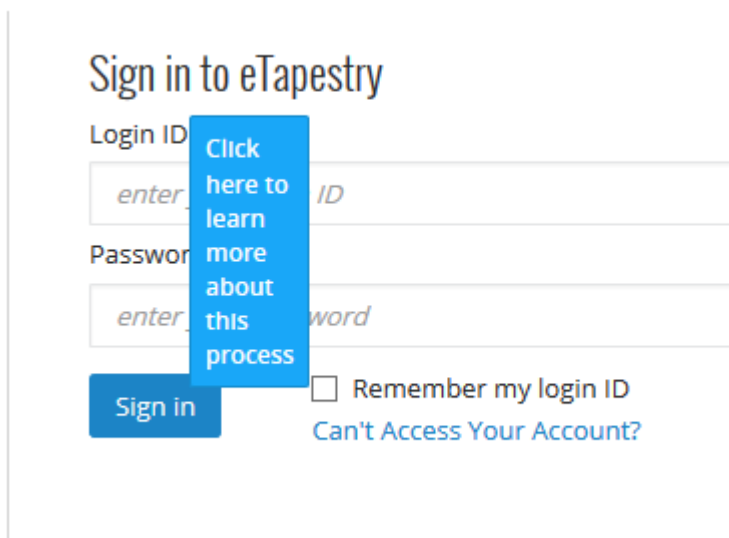 Sign in to eTapestry
Login ID
Click
here to
learn
more
about
this
process
enter
ID
enter
word
Sign in
Remember my login ID
Can't Access Your Account?